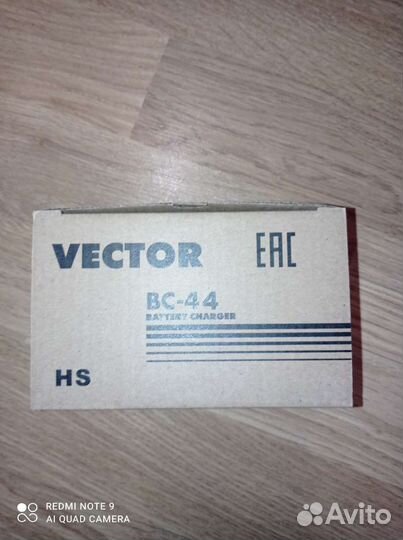 VECTOR EAC
BC-44
BATTERY CHARGER
HS
REDMI NOTE 9
AI QUAD CAMERA
Avito